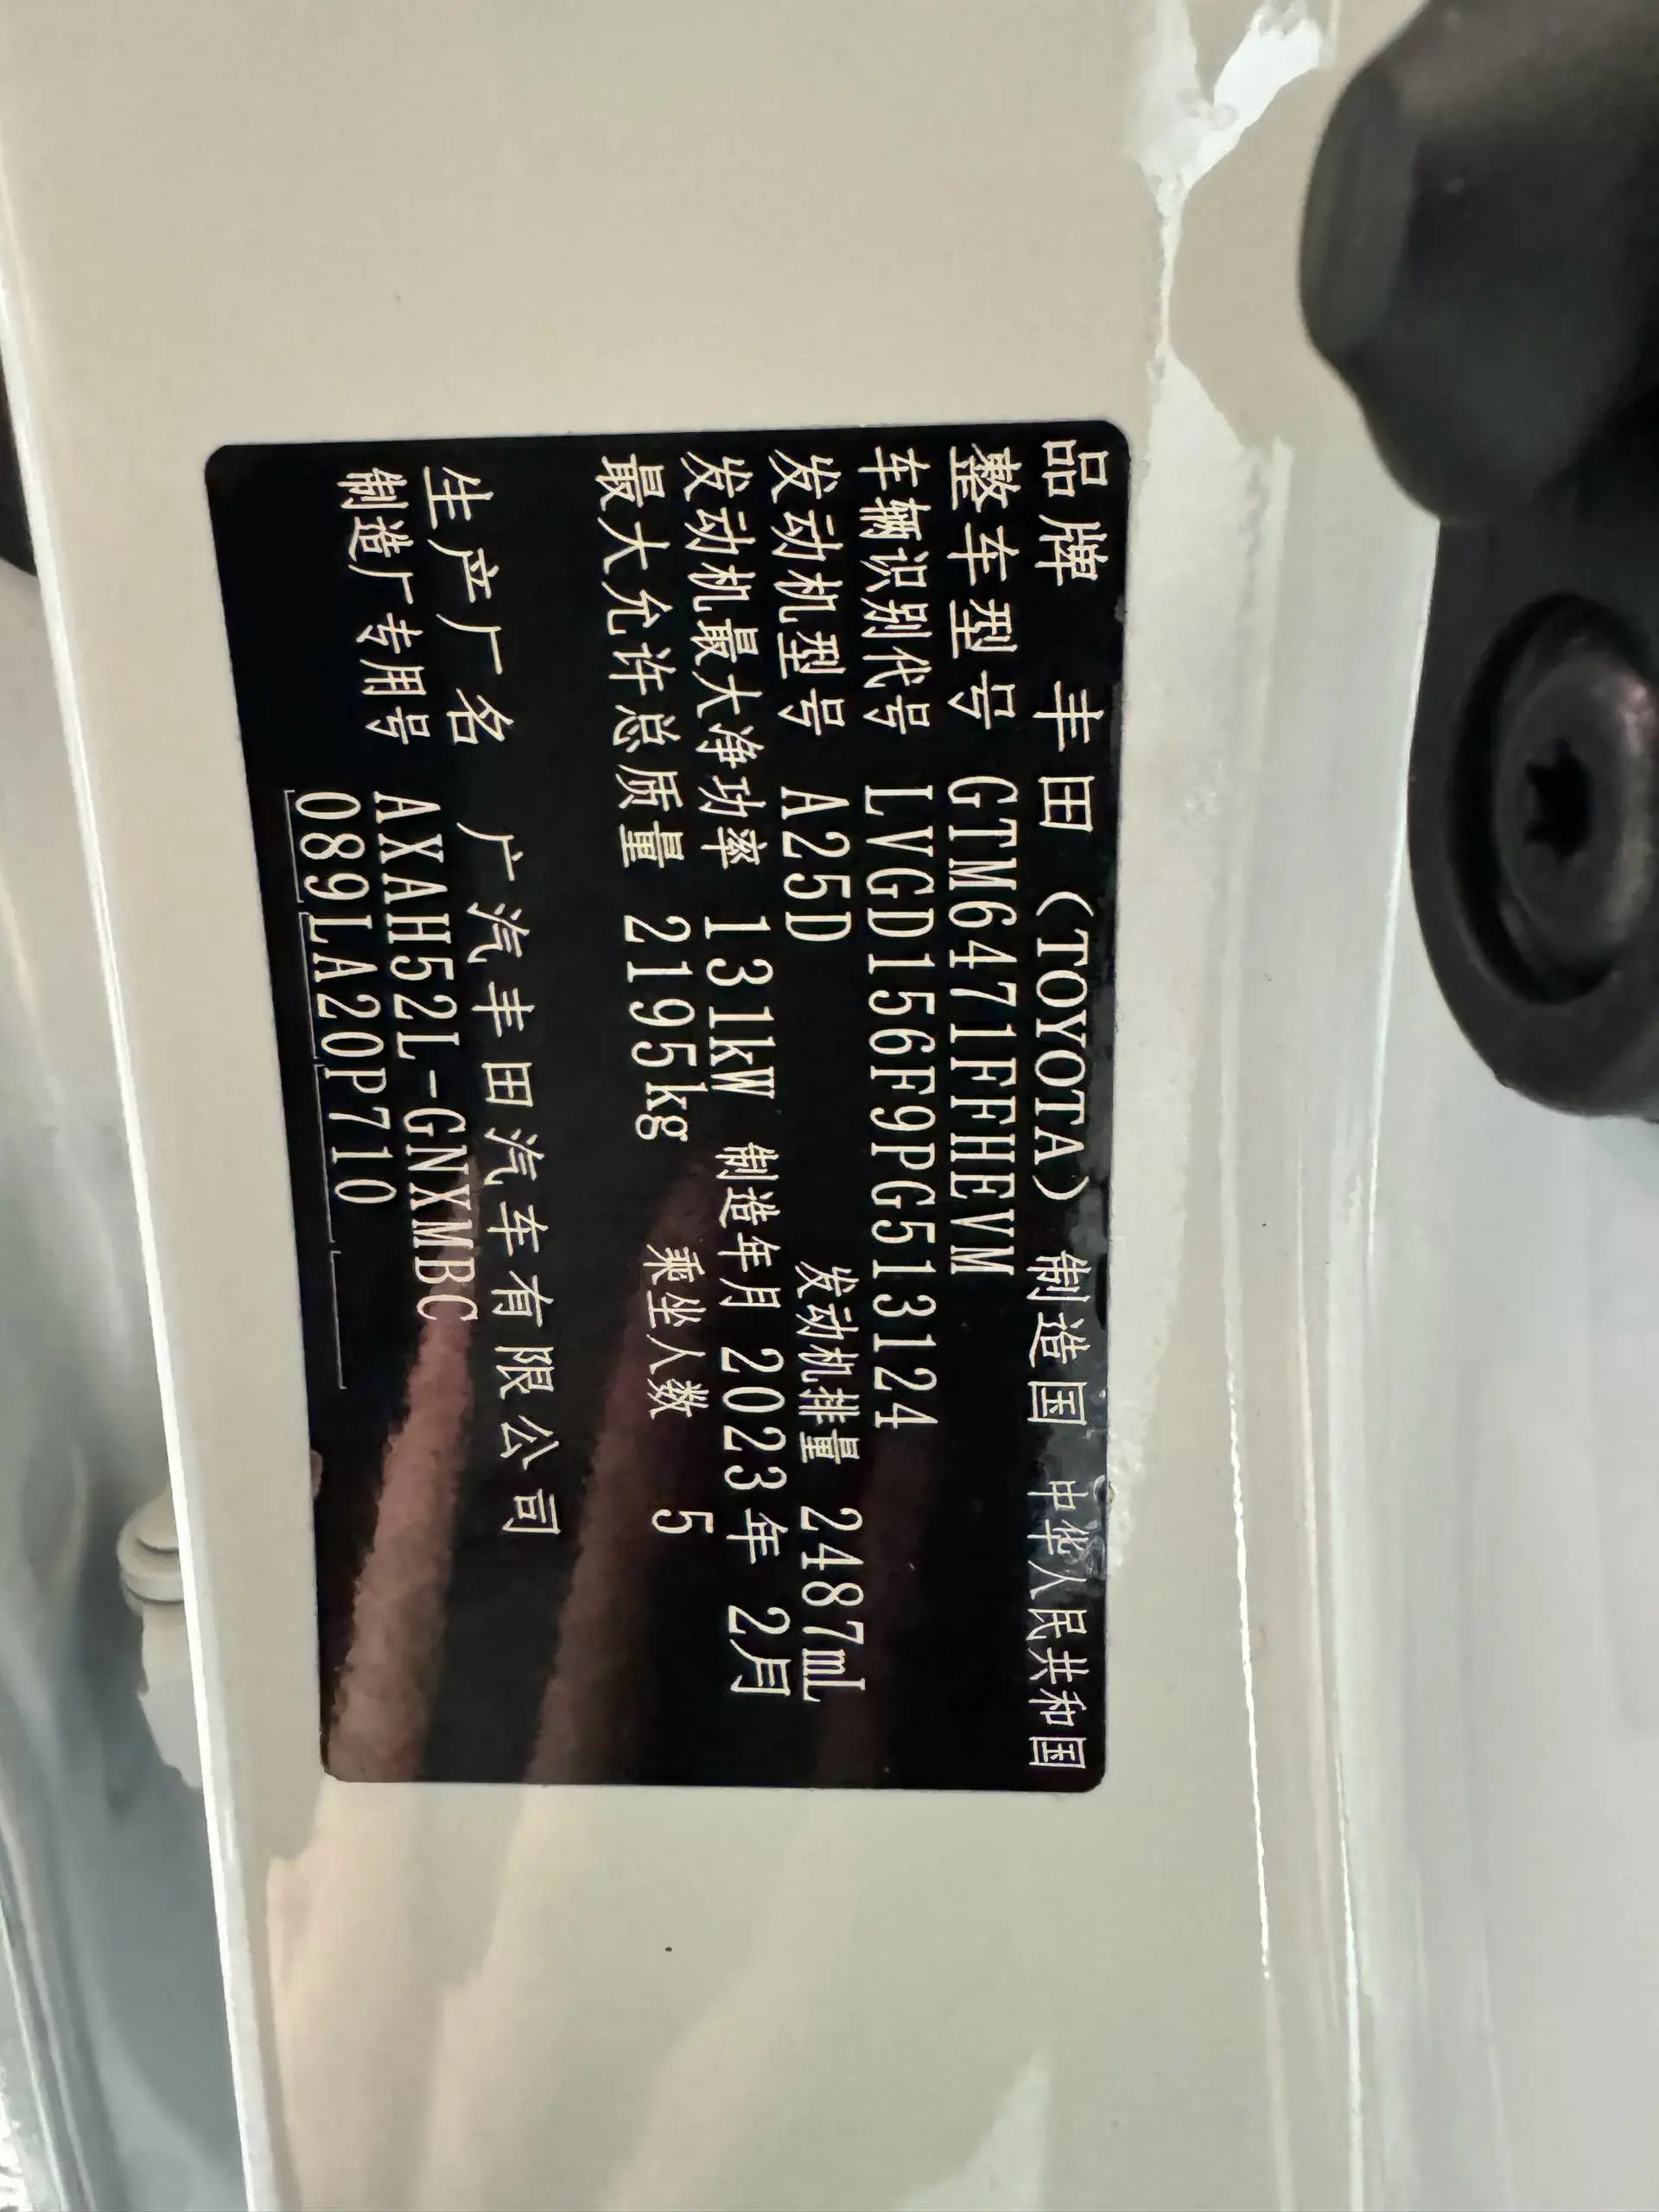 品牌 丰田（TOYOTA） 制造国 中华人民共和国
整车型号 GTM6471FFHEVM
车辆识别代号 LVGD156F9PG513124
发动机型号 A25D 发动机排量 2487mL
发动机最大净功率 131kW 制造年月 2023年 2月
最大允许总质量 2195kg 乘坐人数 5
生产厂名 广汽丰田汽车有限公司
制造厂专用号 AXAH52L-GNXMBC
089LA20P710